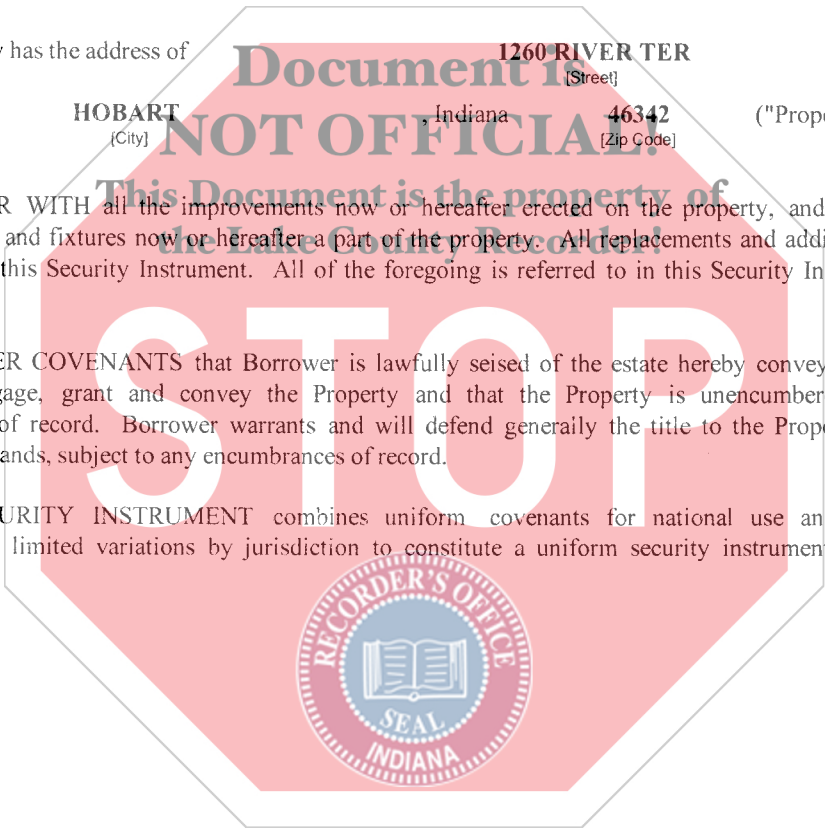 y has the address of 1260 RIVER TER
[Street]
HOBART , Indiana 46342 ("Prope
[City] [Zip Code]
R WITH all the improvements now or hereafter erected on the property, and
and fixtures now or hereafter a part of the property. All replacements and addi
this Security Instrument. All of the foregoing is referred to in this Security In
ER COVENANTS that Borrower is lawfully seised of the estate hereby convey
gage, grant and convey the Property and that the Property is unencumber
of record. Borrower warrants and will defend generally the title to the Prope
ands, subject to any encumbrances of record.
URITY INSTRUMENT combines uniform covenants for national use an
limited variations by jurisdiction to constitute a uniform security instrument
Document is
NOT OFFICIAL!
This Document is the property of
the Lake County Recorder!
STOP
RECORDER'S OFFICE
SEAL
INDIANA